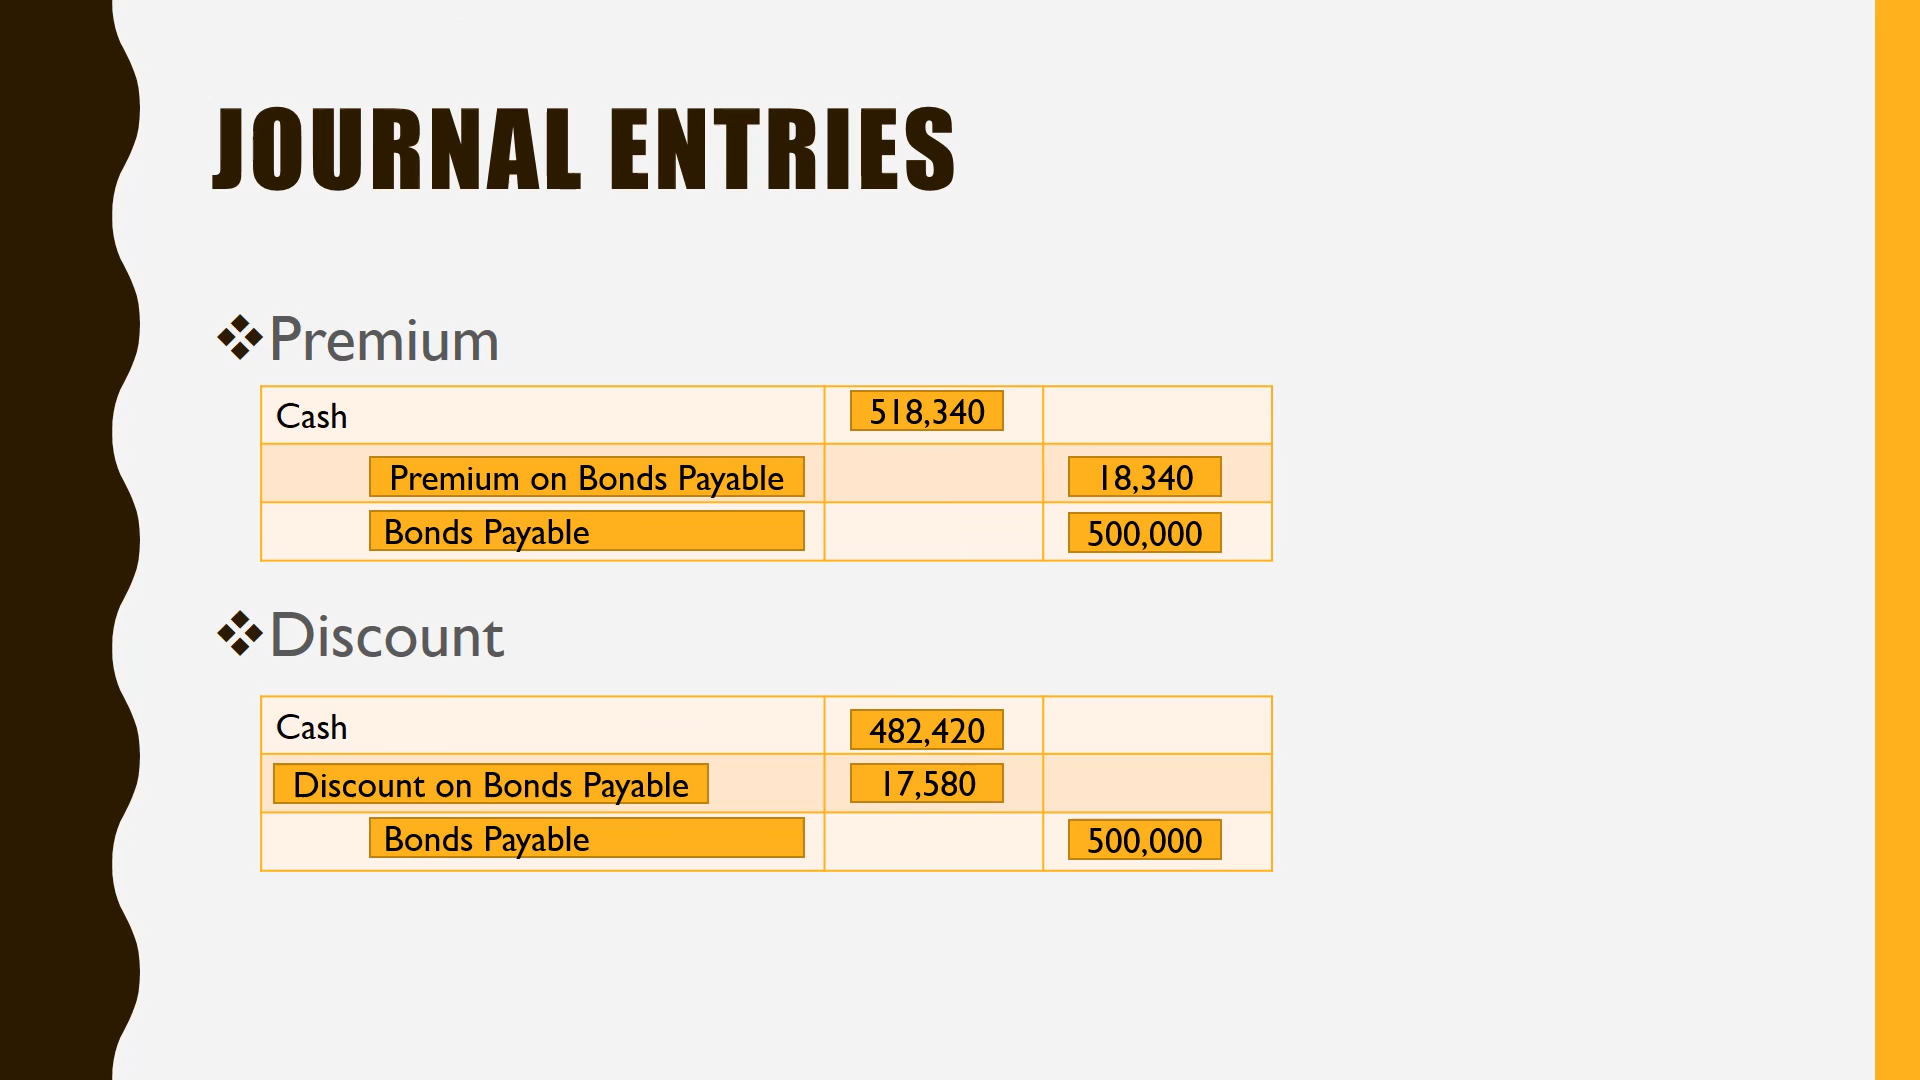 JOURNAL ENTRIES
Premium
Cash 518,340
Premium on Bonds Payable 18,340
Bonds Payable 500,000
Discount
Cash 482,420
Discount on Bonds Payable 17,580
Bonds Payable 500,000